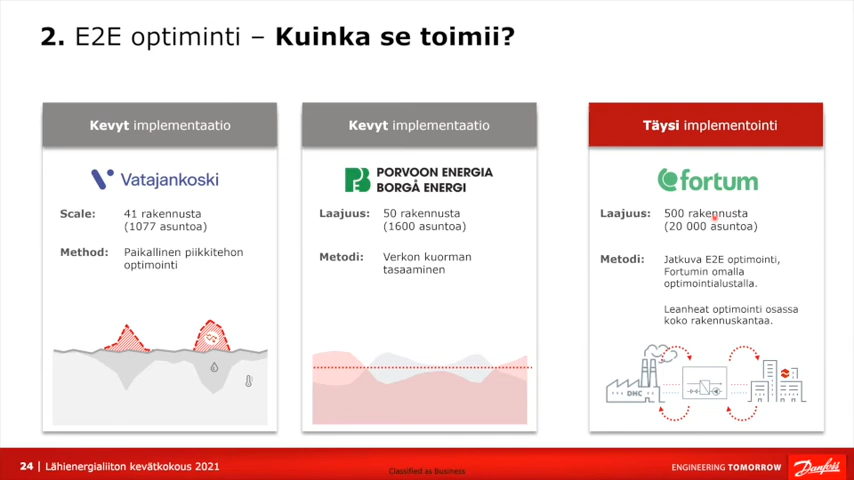 2. E2E optiminti – Kuinka se toimii?
Kevyt implementaatio
Vatajankoski
Scale: 41 rakennusta
(1077 asuntoa)
Method: Paikallinen piikkitehon
optimointi
Kevyt implementaatio
PORVOON ENERGIA
BORGÅ ENERGI
Laajuus: 50 rakennusta
(1600 asuntoa)
Metodi: Verkon kuorman
tasaaminen
Täysi implementointi
fortum
Laajuus: 500 rakennusta
(20 000 asuntoa)
Metodi: Jatkuva E2E optimointi,
Fortumin omalla
optimointialustalla.
Leanheat optimointi osassa
koko rakennuskantaa.
DHC
24 | Lähienergialiiton kevätkokous 2021
Classified as Business
ENGINEERING TOMORROW
Danfoss